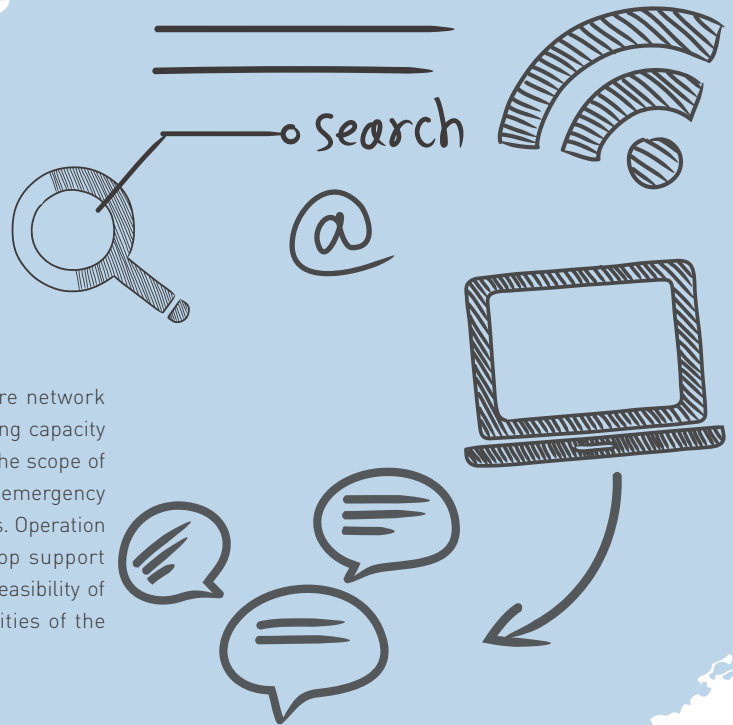 search
@
re network
ng capacity
he scope of
emergency
s. Operation
op support
easibility of
ities of the